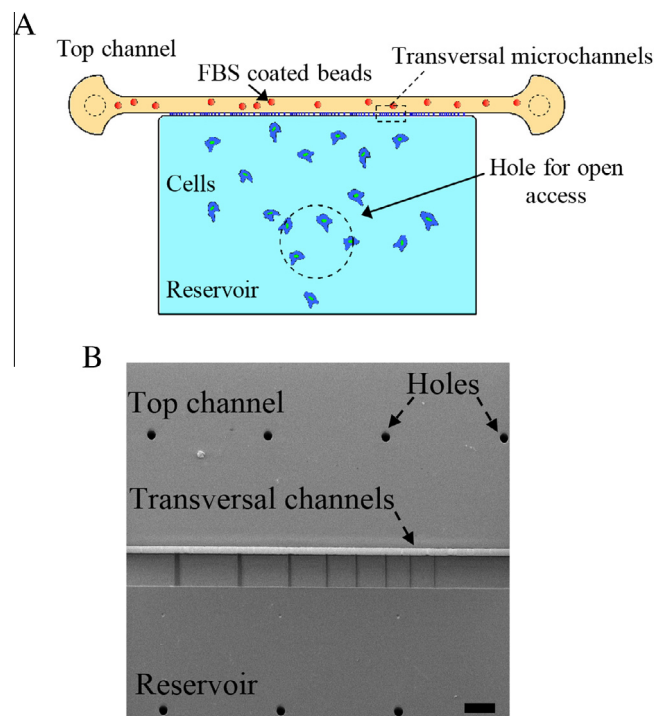 A
Top channel
FBS coated beads
Transversal microchannels
Cells
Hole for open
access
Reservoir
B
Top channel
Holes
Transversal channels
Reservoir